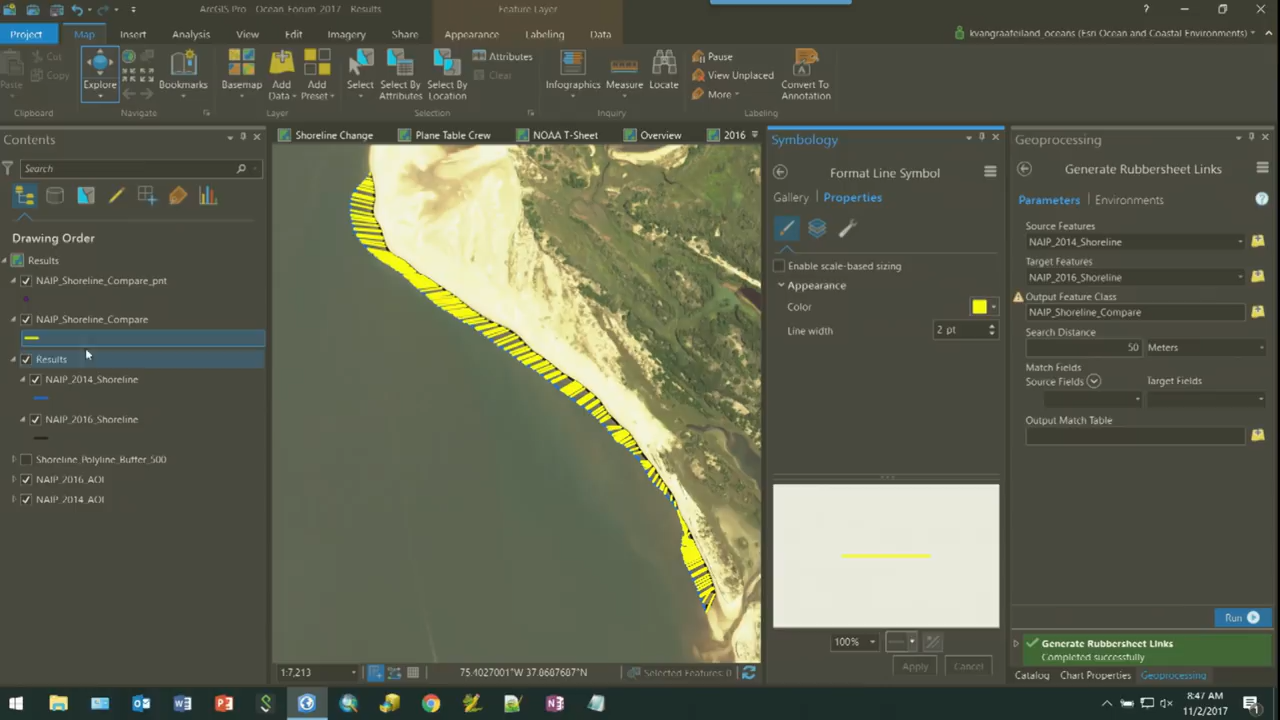 ArcGIS Pro - Ocean_Forum_2017 - Results
Feature Layer
?
Project
Map
Insert
Analysis
View
Edit
Imagery
Share
Appearance
Labeling
Data
kvangraafeiland_oceans (Esri Ocean and Coastal Environments)
Paste
Cut
Copy
Explore
Bookmarks
Basemap
Add
Data
Add
Preset
Select
Select By
Attributes
Select By
Location
Attributes
Clear
Infographics
Measure
Locate
Pause
View Unplaced
More
Convert To
Annotation
Clipboard
Navigate
Layer
Selection
Inquiry
Labeling
Contents
Search
Drawing Order
Results
NAIP_Shoreline_Compare_pnt
NAIP_Shoreline_Compare
Results
NAIP_2014_Shoreline
NAIP_2016_Shoreline
Shoreline_Polyline_Buffer_500
NAIP_2016_AOI
NAIP_2014_AOI
Shoreline Change
Plane Table Crew
NOAA T-Sheet
Overview
2016
1:7,213
75.4027001°W 37.8687687°N
Selected Features: 0
Symbology
Format Line Symbol
Gallery
Properties
Enable scale-based sizing
Appearance
Color
Line width
2 pt
100%
Apply
Cancel
Geoprocessing
Generate Rubbersheet Links
Parameters
Environments
?
Source Features
NAIP_2014_Shoreline
Target Features
NAIP_2016_Shoreline
Output Feature Class
NAIP_Shoreline_Compare
Search Distance
50 Meters
Match Fields
Source Fields
Target Fields
Output Match Table
Run
Generate Rubbersheet Links
Completed successfully
Catalog
Chart Properties
Geoprocessing
8:47 AM
11/2/2017